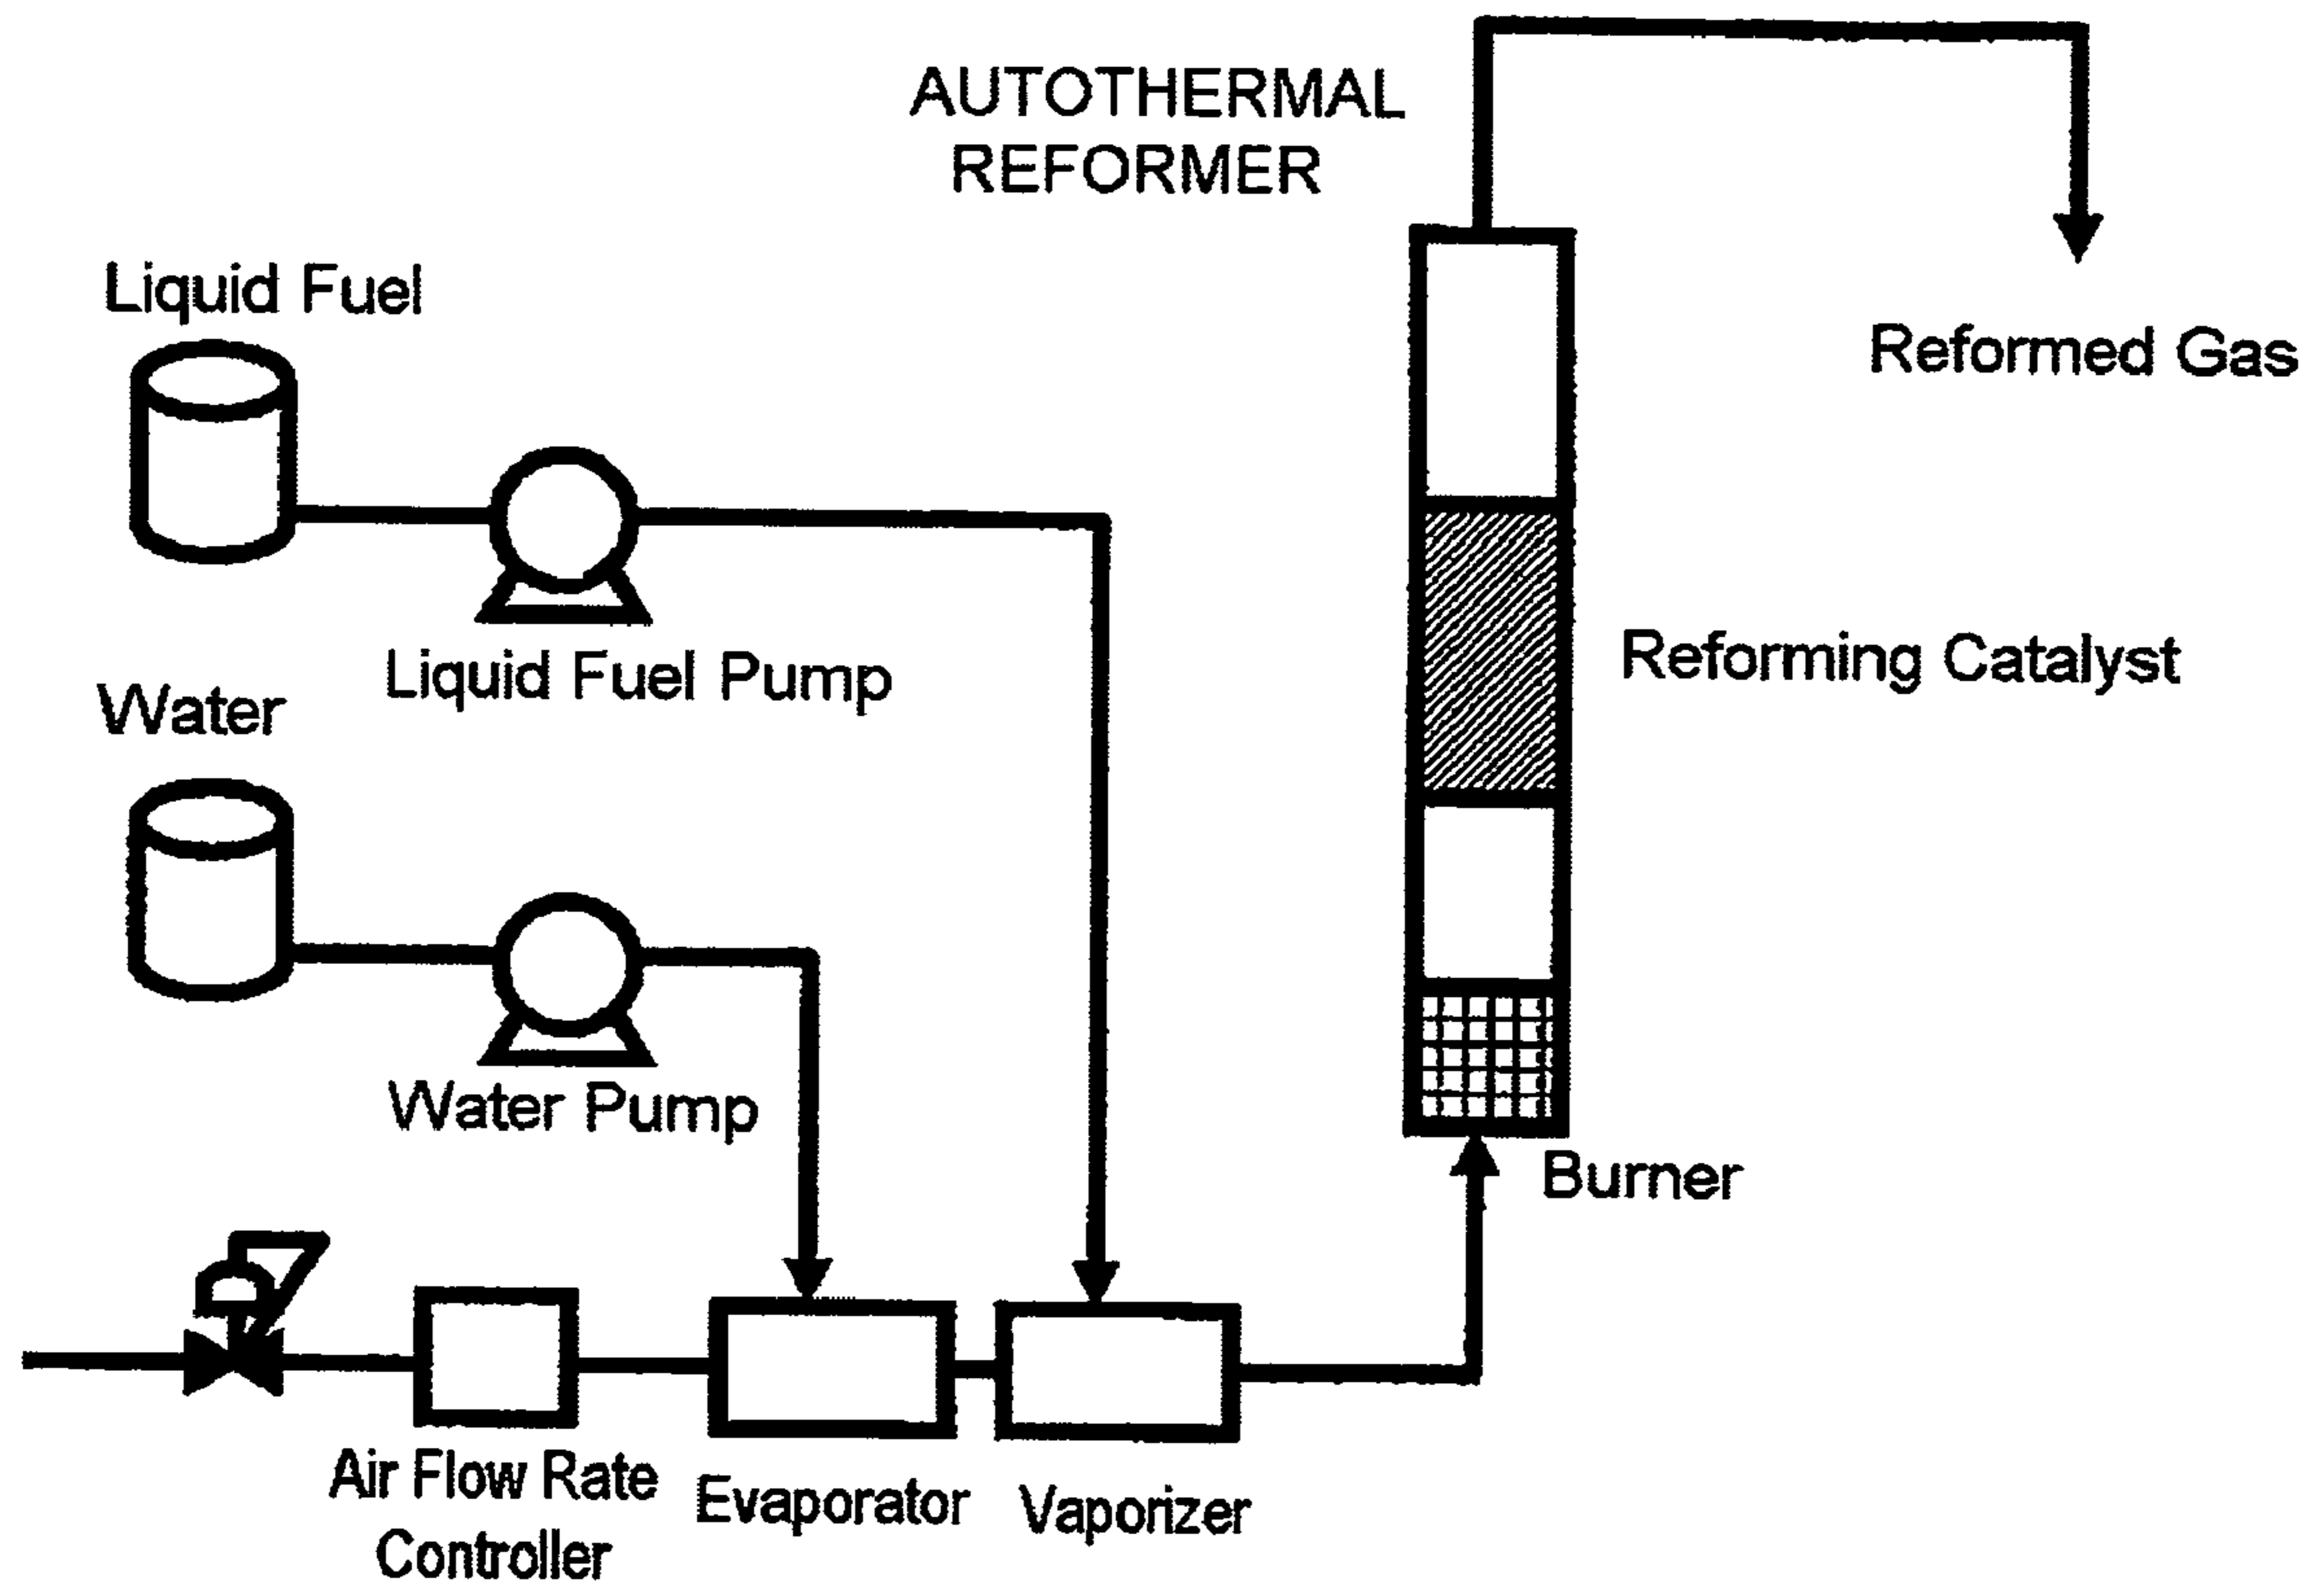 AUTOTHERMAL
REFORMER
Liquid Fuel
Reformed Gas
Liquid Fuel Pump
Reforming Catalyst
Water
Water Pump
Burner
Air Flow Rate
Controller
Evaporator
Vaporizer